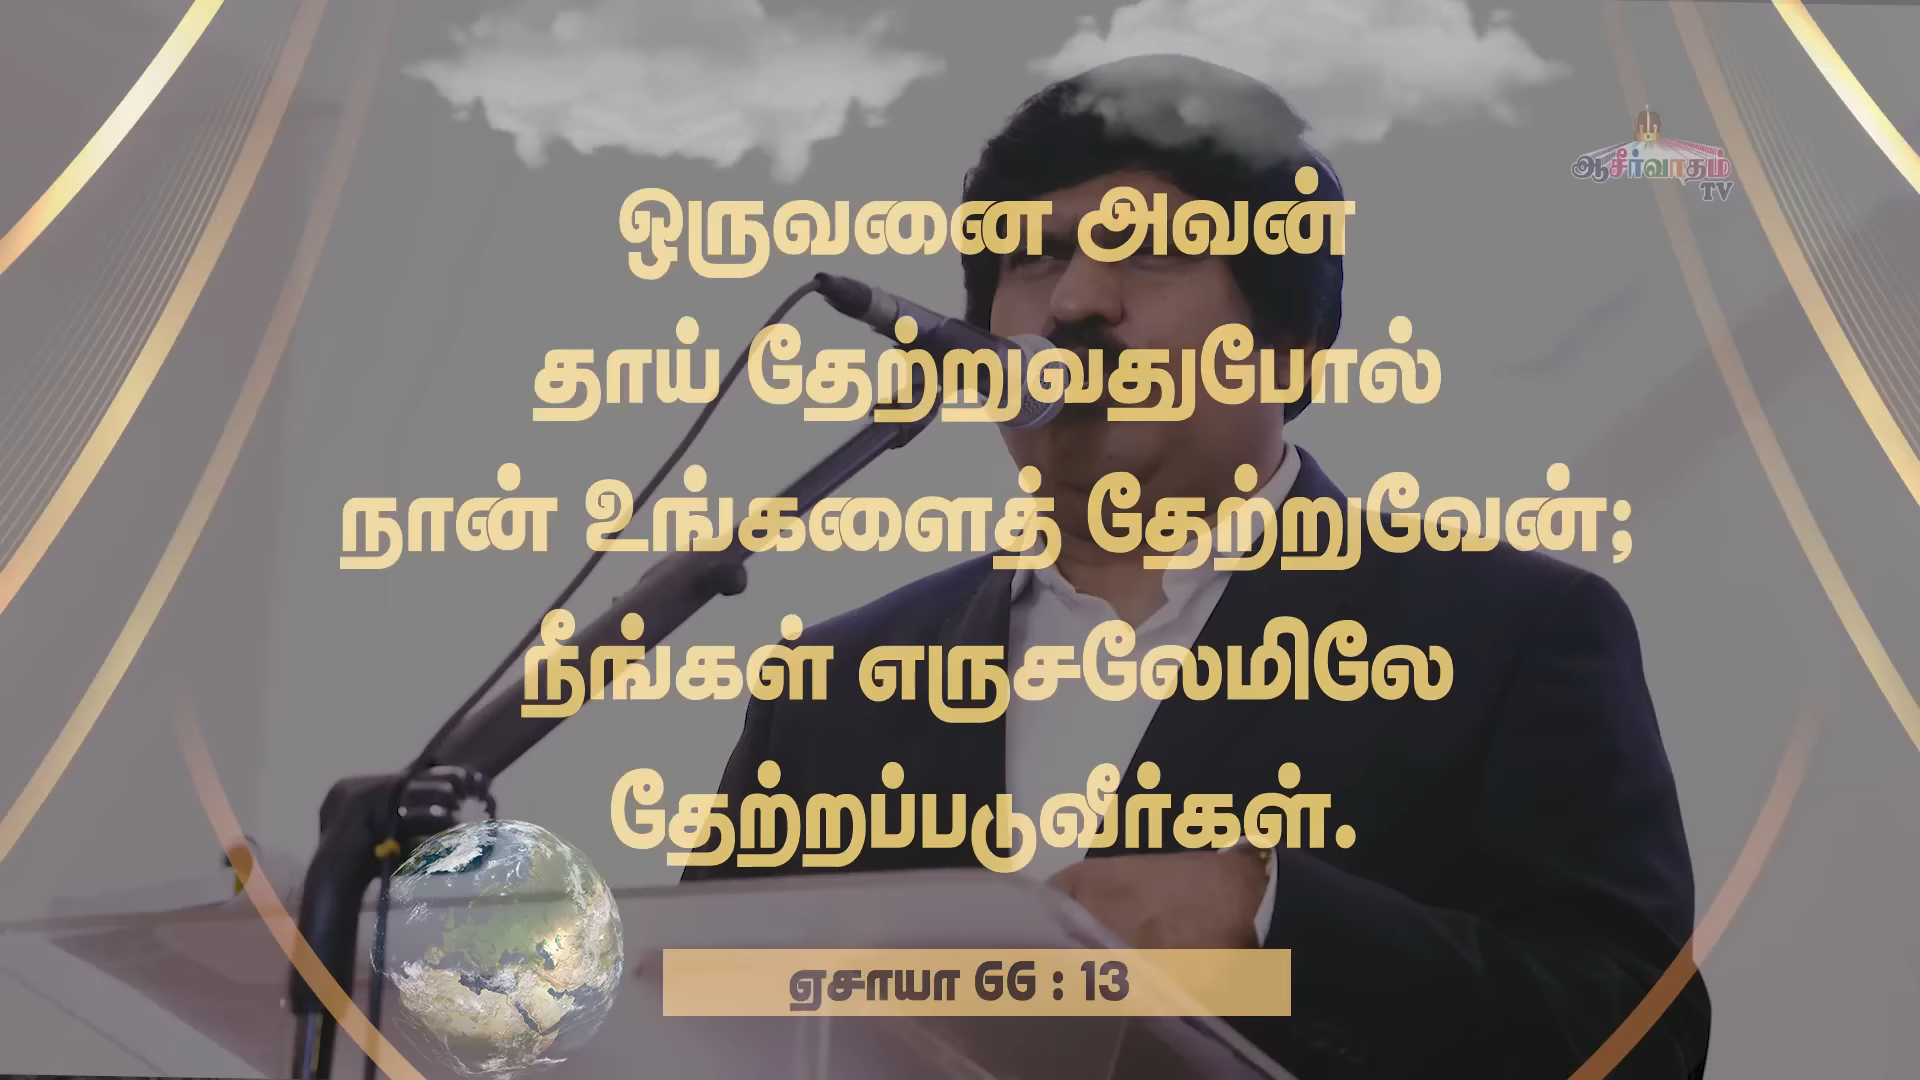 ஆசீர்வாதம்
TV
ஒருவனை அவன்
தாய் தேற்றுவதுபோல்
நான் உங்களைத் தேற்றுவேன்;
நீங்கள் எருசலேமிலே
தேற்றப்படுவீர்கள்.
ஏசாயா 66 : 13